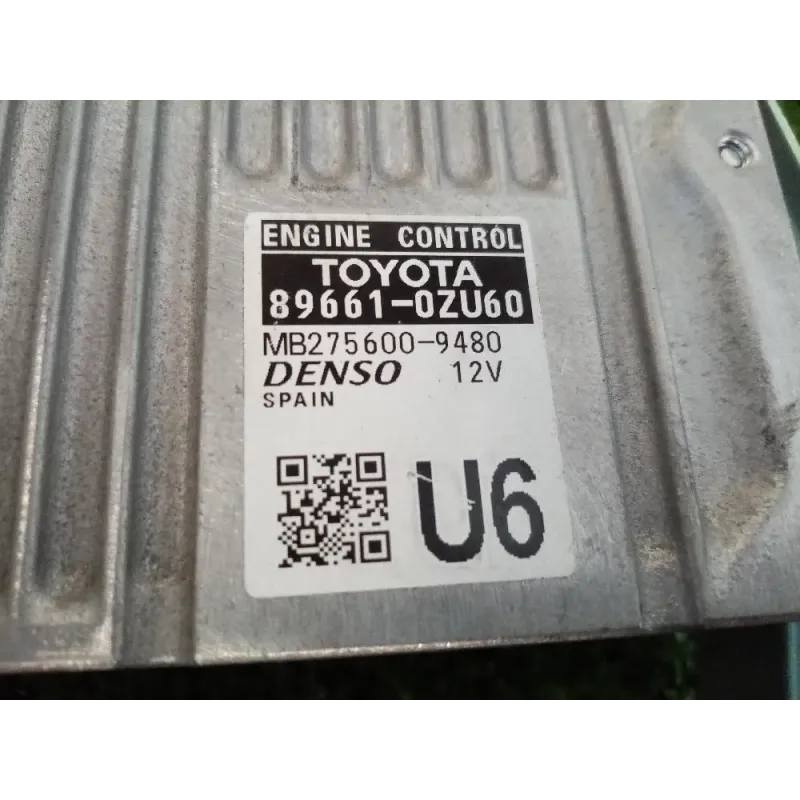 ENGINE CONTROL
TOYOTA
89661-0ZU60
MB275600-9480
DENSO 12V
SPAIN
U6